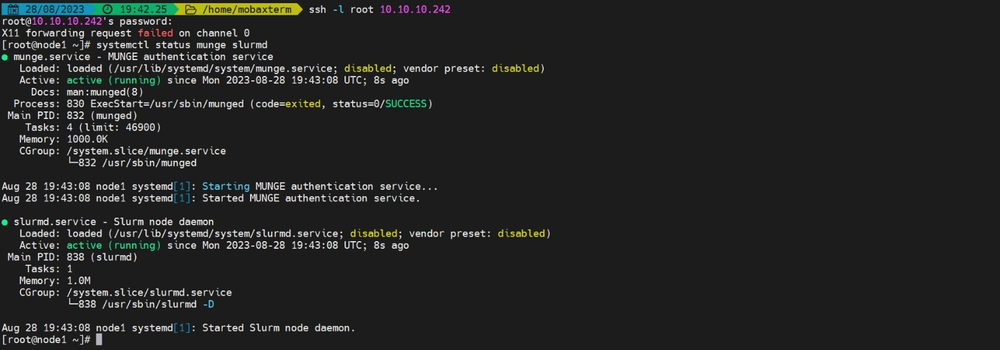 28/08/2023 19:42.25 /home/mobaxterm ssh -l root 10.10.10.242
root@10.10.10.242's password:
X11 forwarding request failed on channel 0
[root@node1 ~]# systemctl status munge slurmd
● munge.service - MUNGE authentication service
   Loaded: loaded (/usr/lib/systemd/system/munge.service; disabled; vendor preset: disabled)
   Active: active (running) since Mon 2023-08-28 19:43:08 UTC; 8s ago
     Docs: man:munged(8)
  Process: 830 ExecStart=/usr/sbin/munged (code=exited, status=0/SUCCESS)
 Main PID: 832 (munged)
    Tasks: 4 (limit: 46900)
   Memory: 1000.0K
   CGroup: /system.slice/munge.service
           └─832 /usr/sbin/munged

Aug 28 19:43:08 node1 systemd[1]: Starting MUNGE authentication service...
Aug 28 19:43:08 node1 systemd[1]: Started MUNGE authentication service.

● slurmd.service - Slurm node daemon
   Loaded: loaded (/usr/lib/systemd/system/slurmd.service; disabled; vendor preset: disabled)
   Active: active (running) since Mon 2023-08-28 19:43:08 UTC; 8s ago
 Main PID: 838 (slurmd)
    Tasks: 1
   Memory: 1.0M
   CGroup: /system.slice/slurmd.service
           └─838 /usr/sbin/slurmd -D

Aug 28 19:43:08 node1 systemd[1]: Started Slurm node daemon.
[root@node1 ~]#